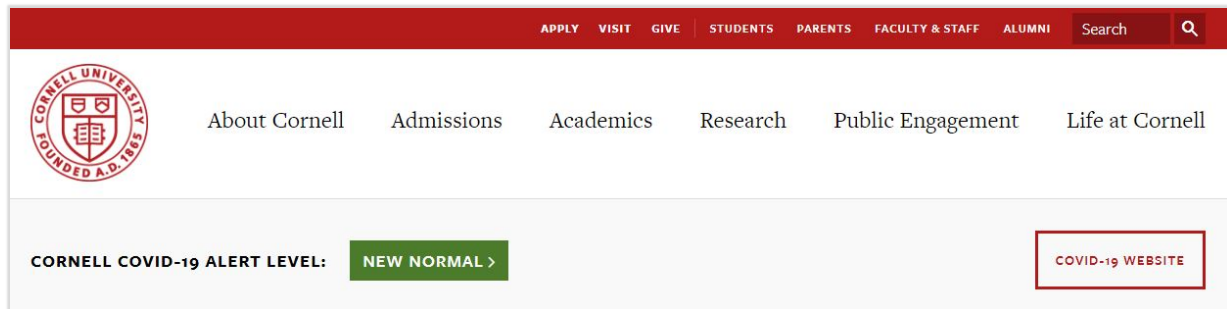 APPLY VISIT GIVE STUDENTS PARENTS FACULTY & STAFF ALUMNI Search
CORNELL UNIVERSITY
FOUNDED A.D. 1865
About Cornell Admissions Academics Research Public Engagement Life at Cornell
CORNELL COVID-19 ALERT LEVEL: NEW NORMAL > COVID-19 WEBSITE